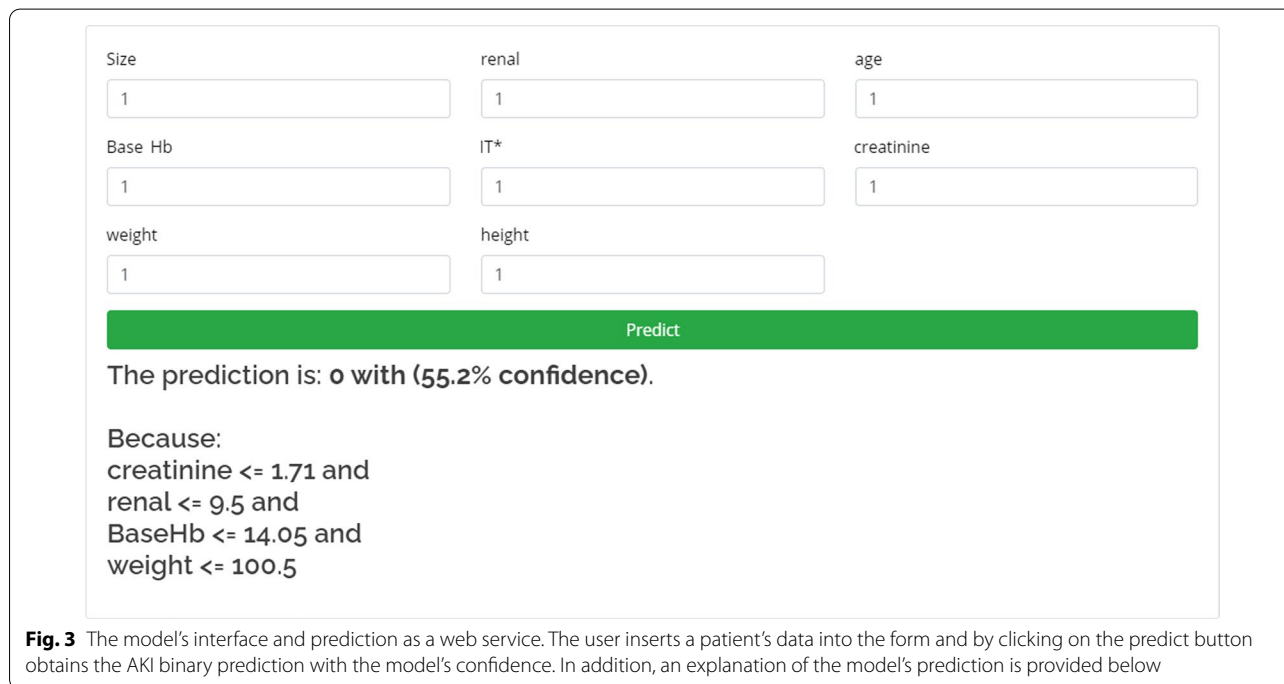 Size renal age
1 1 1
Base Hb IT* creatinine
1 1 1
weight height
1 1
Predict
The prediction is: 0 with (55.2% confidence).
Because:
creatinine <= 1.71 and
renal <= 9.5 and
BaseHb <= 14.05 and
weight <= 100.5
Fig. 3 The model's interface and prediction as a web service. The user inserts a patient's data into the form and by clicking on the predict button
obtains the AKI binary prediction with the model's confidence. In addition, an explanation of the model's prediction is provided below